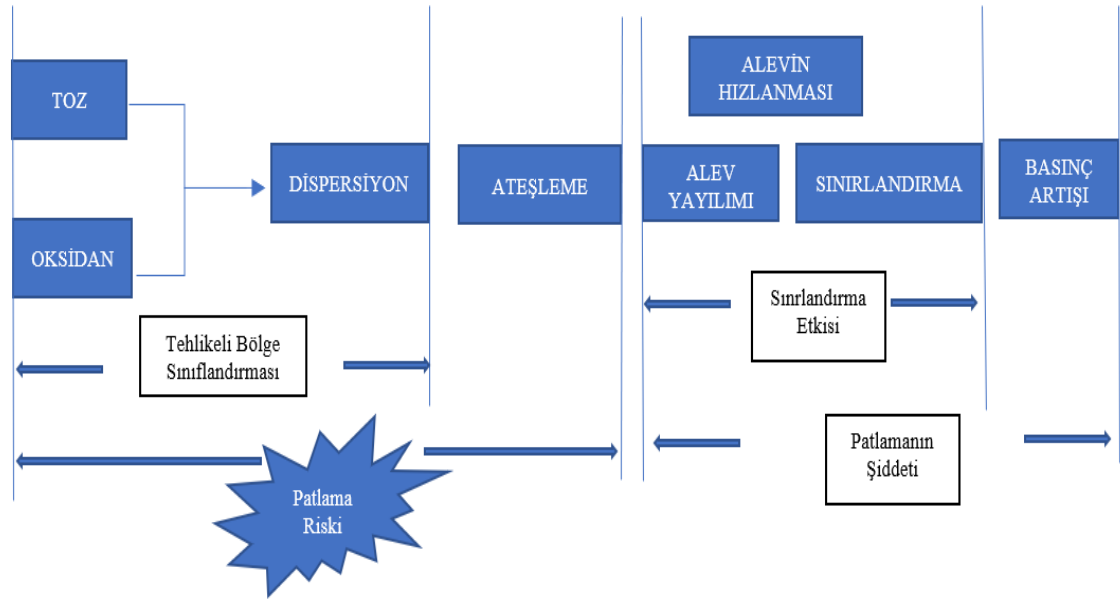 ALEVİN
HIZLANMASI
TOZ
DİSPERSİYON
ATEŞLEME
ALEV
YAYILIMI
SINIRLANDIRMA
BASINÇ
ARTIŞI
OKSİDAN
Sınrlandırma
Etkisi
Tehlikeli Bölge
Sınıflandırması
Patlamanın
Şiddeti
Patlama
Riski